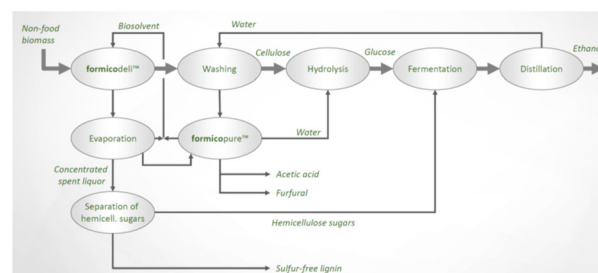 Non-food
biomass
Biosolvent
Water
formicodeli™
Washing
Cellulose
Hydrolysis
Glucose
Fermentation
Distillation
Ethano
Evaporation
formicopure™
Water
Concentrated
spent liquor
Acetic acid
Furfural
Separation of
hemicell. sugars
Hemicellulose sugars
Sulfur-free lignin